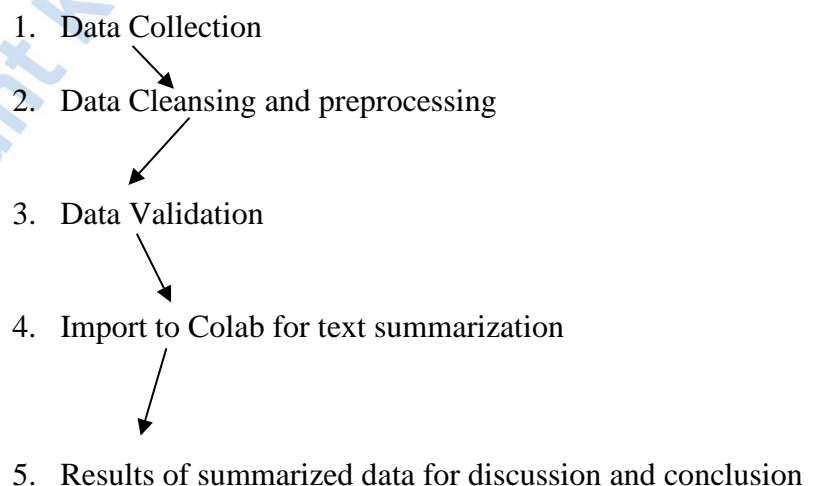 1. Data Collection
2. Data Cleansing and preprocessing
3. Data Validation
4. Import to Colab for text summarization
5. Results of summarized data for discussion and conclusion